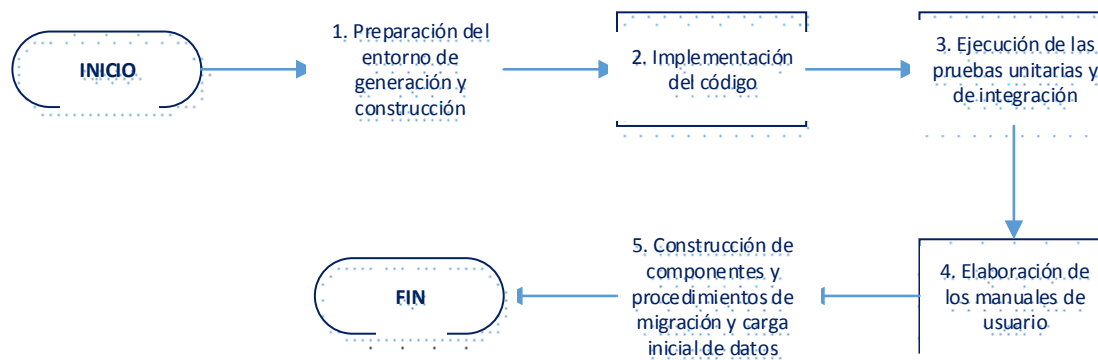 INICIO
1. Preparación del
entorno de
generación y
construcción
2. Implementación
del código
3. Ejecución de las
pruebas unitarias y
de integración
4. Elaboración de
los manuales de
usuario
5. Construcción de
componentes y
procedimientos de
migración y carga
inicial de datos
FIN